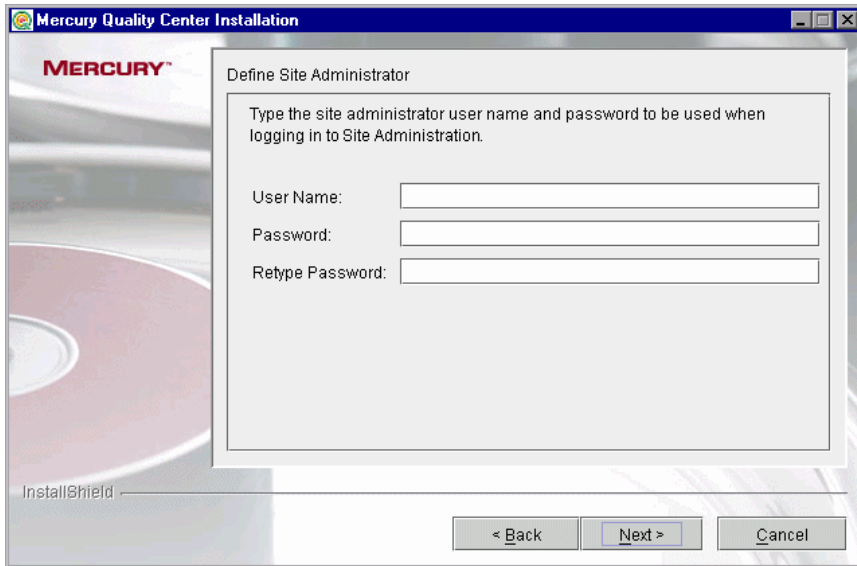 Mercury Quality Center Installation
MERCURY™
Define Site Administrator
Type the site administrator user name and password to be used when
logging in to Site Administration.
User Name:
Password:
Retype Password:
InstallShield
< Back
Next >
Cancel